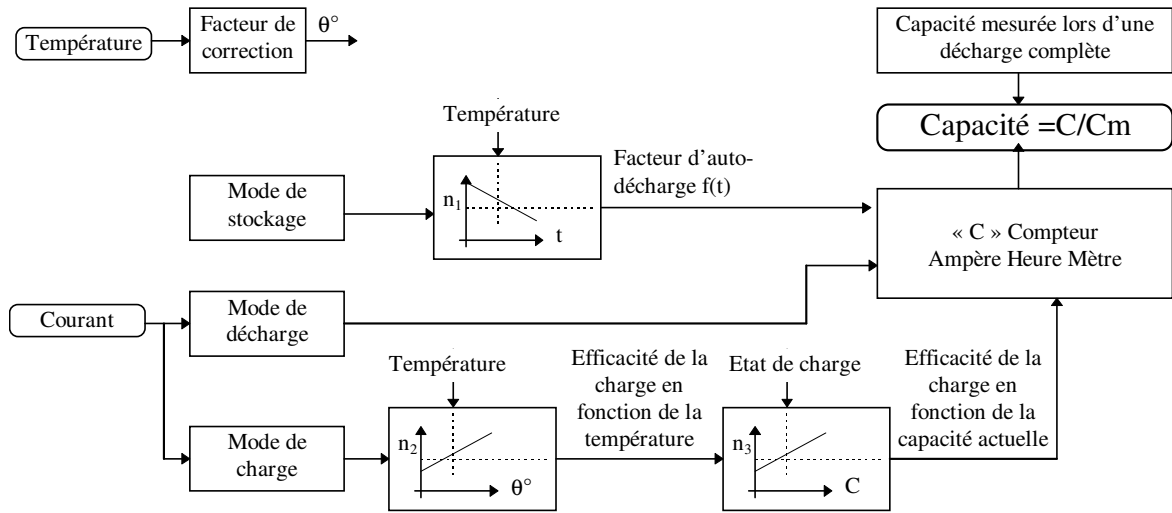 Température
Facteur de
correction
θ°
Capacité mesurée lors d'une
décharge complète
Capacité =C/Cm
Température
Mode de
stockage
n1
t
Facteur d'auto-
décharge f(t)
« C » Compteur
Ampère Heure Mètre
Courant
Mode de
décharge
Température
Efficacité de la
charge en
fonction de la
température
Etat de charge
Efficacité de la
charge en
fonction de la
capacité actuelle
Mode de
charge
n2
θ°
n3
C